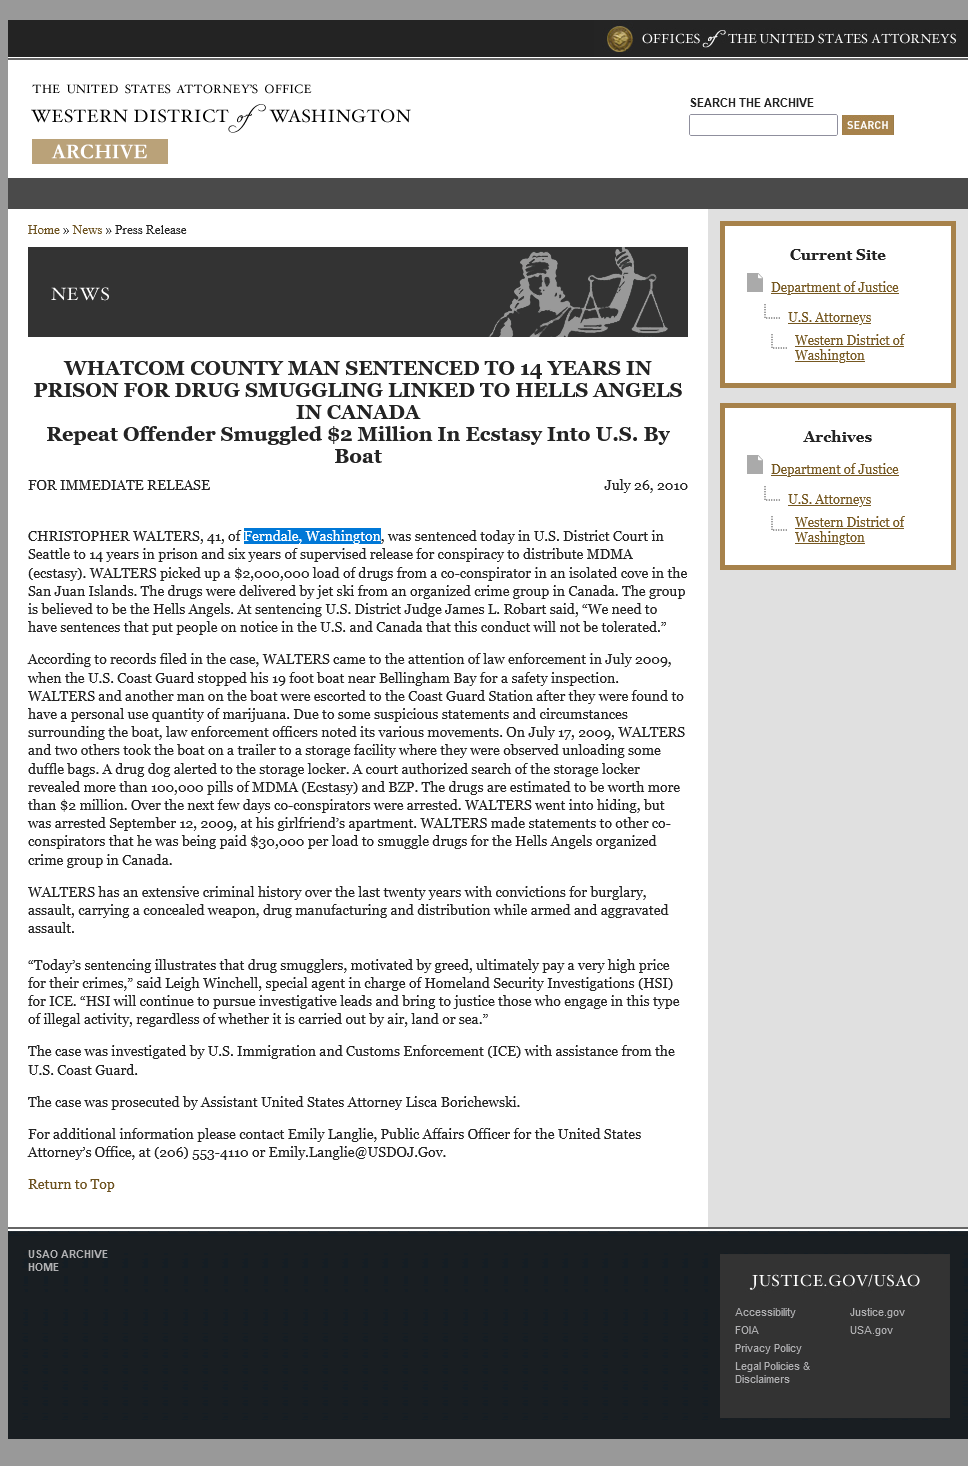 OFFICES of THE UNITED STATES ATTORNEYS
THE UNITED STATES ATTORNEY'S OFFICE
WESTERN DISTRICT of WASHINGTON
ARCHIVE
SEARCH THE ARCHIVE
SEARCH
Home » News » Press Release
NEWS
WHATCOM COUNTY MAN SENTENCED TO 14 YEARS IN
PRISON FOR DRUG SMUGGLING LINKED TO HELLS ANGELS
IN CANADA
Repeat Offender Smuggled $2 Million In Ecstasy Into U.S. By
Boat
FOR IMMEDIATE RELEASE July 26, 2010
CHRISTOPHER WALTERS, 41, of Ferndale, Washington, was sentenced today in U.S. District Court in
Seattle to 14 years in prison and six years of supervised release for conspiracy to distribute MDMA
(ecstasy). WALTERS picked up a $2,000,000 load of drugs from a co-conspirator in an isolated cove in the
San Juan Islands. The drugs were delivered by jet ski from an organized crime group in Canada. The group
is believed to be the Hells Angels. At sentencing U.S. District Judge James L. Robart said, “We need to
have sentences that put people on notice in the U.S. and Canada that this conduct will not be tolerated.”
According to records filed in the case, WALTERS came to the attention of law enforcement in July 2009,
when the U.S. Coast Guard stopped his 19 foot boat near Bellingham Bay for a safety inspection.
WALTERS and another man on the boat were escorted to the Coast Guard Station after they were found to
have a personal use quantity of marijuana. Due to some suspicious statements and circumstances
surrounding the boat, law enforcement officers noted its various movements. On July 17, 2009, WALTERS
and two others took the boat on a trailer to a storage facility where they were observed unloading some
duffle bags. A drug dog alerted to the storage locker. A court authorized search of the storage locker
revealed more than 100,000 pills of MDMA (Ecstasy) and BZP. The drugs are estimated to be worth more
than $2 million. Over the next few days co-conspirators were arrested. WALTERS went into hiding, but
was arrested September 12, 2009, at his girlfriend’s apartment. WALTERS made statements to other co-
conspirators that he was being paid $30,000 per load to smuggle drugs for the Hells Angels organized
crime group in Canada.
WALTERS has an extensive criminal history over the last twenty years with convictions for burglary,
assault, carrying a concealed weapon, drug manufacturing and distribution while armed and aggravated
assault.
“Today’s sentencing illustrates that drug smugglers, motivated by greed, ultimately pay a very high price
for their crimes,” said Leigh Winchell, special agent in charge of Homeland Security Investigations (HSI)
for ICE. “HSI will continue to pursue investigative leads and bring to justice those who engage in this type
of illegal activity, regardless of whether it is carried out by air, land or sea.”
The case was investigated by U.S. Immigration and Customs Enforcement (ICE) with assistance from the
U.S. Coast Guard.
The case was prosecuted by Assistant United States Attorney Lisca Borichewski.
For additional information please contact Emily Langlie, Public Affairs Officer for the United States
Attorney’s Office, at (206) 553-4110 or Emily.Langlie@USDOJ.Gov.
Return to Top
Current Site
Department of Justice
U.S. Attorneys
Western District of
Washington
Archives
Department of Justice
U.S. Attorneys
Western District of
Washington
USAO ARCHIVE
HOME
JUSTICE.GOV/USAO
Accessibility
FOIA
Privacy Policy
Legal Policies &
Disclaimers
Justice.gov
USA.gov